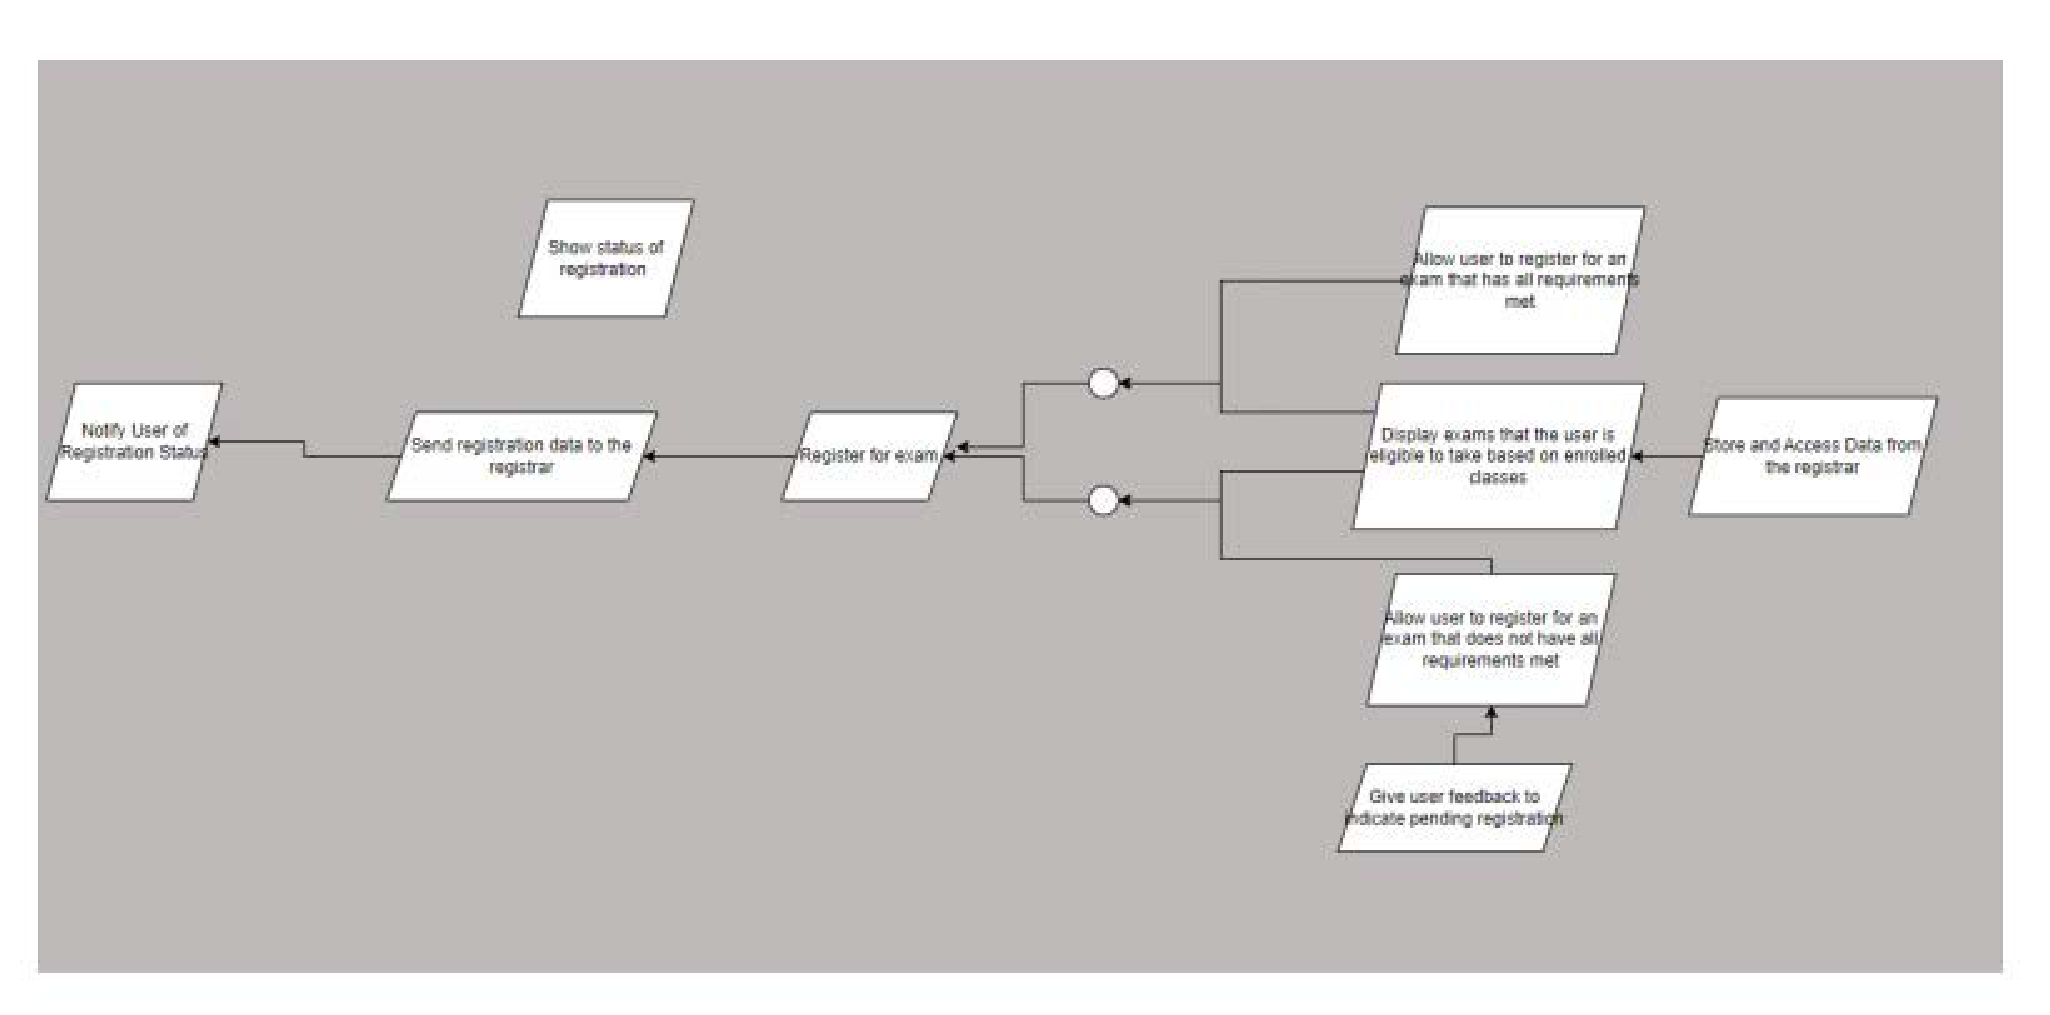 Show status of
registration
Allow user to register for an
exam that has all requirements
met
Notify User of
Registration Status
Send registration data to the
registrar
Register for exam
Display exams that the user is
eligible to take based on enrolled
classes
Store and Access Data from
the registrar
Allow user to register for an
exam that does not have all
requirements met
Give user feedback to
indicate pending registration